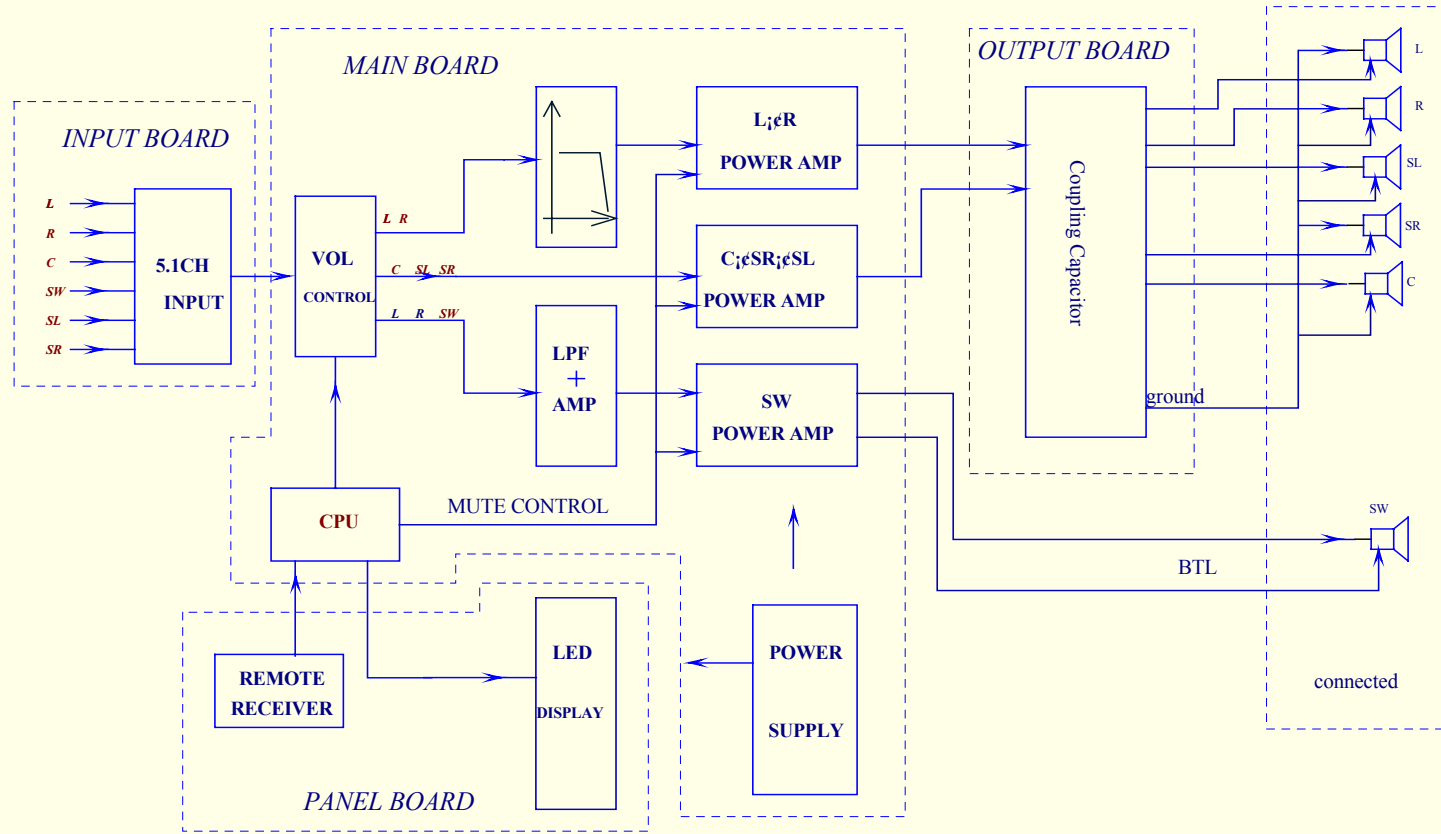 MAIN BOARD
OUTPUT BOARD
INPUT BOARD
L
R
C
SW
SL
SR
5.1CH
INPUT
VOL
CONTROL
L R
C SL SR
L R SW
LPF
+
AMP
L¡¢R
POWER AMP
C¡¢SR¡¢SL
POWER AMP
SW
POWER AMP
Coupling Capacitor
ground
L
R
SL
SR
C
SW
BTL
connected
CPU
MUTE CONTROL
REMOTE
RECEIVER
LED
DISPLAY
POWER
SUPPLY
PANEL BOARD